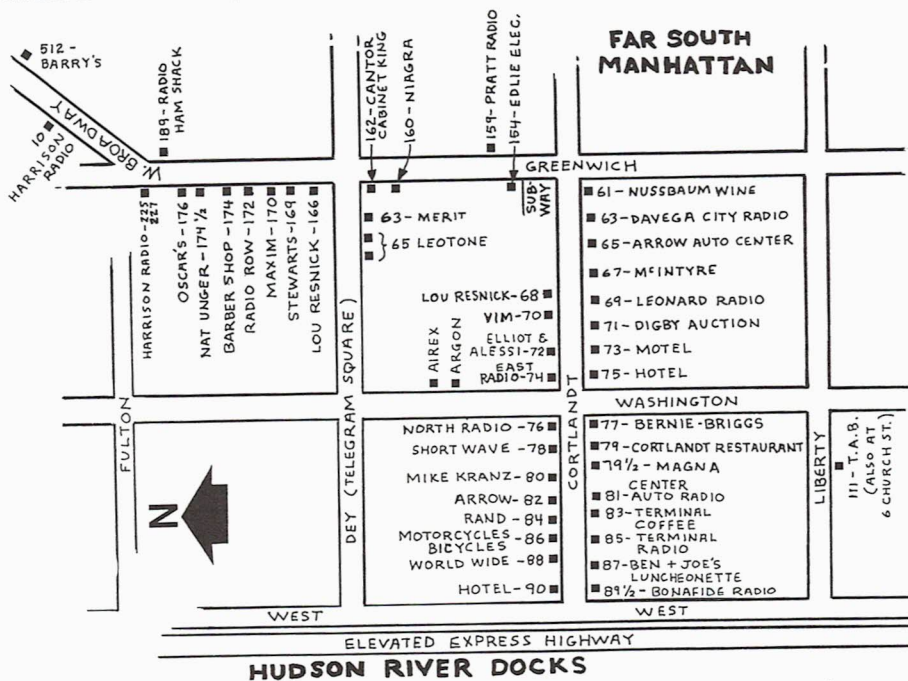 FAR SOUTH
MANHATTAN
512 -
BARRY'S
10
HARRISON
RADIO
W. BROADWAY
189-RADIO
HAM SHACK
162-CANTOR
CABINET KING
160-NIAGRA
159-PRATT RADIO
154-EDLIE ELEC.
GREENWICH
SUB-
WAY
HARRISON RADIO-225
227
OSCAR'S-176
NAT UNGER-174½
BARBER SHOP-174
RADIO ROW-172
MAXIM-170
STEWARTS-169
LOU RESNICK-166
63-MERIT
65 LEOTONE
LOU RESNICK-68
VIM-70
ELLIOT &
ALESSI-72
EAST
RADIO-74
AIREX
ARGON
61-NUSSBAUM WINE
63-DAVEGA CITY RADIO
65-ARROW AUTO CENTER
67-McINTYRE
69-LEONARD RADIO
71-DIGBY AUCTION
73-MOTEL
75-HOTEL
WASHINGTON
FULTON
DEY (TELEGRAM SQUARE)
CORTLANDT
LIBERTY
N
NORTH RADIO-76
SHORT WAVE-78
MIKE KRANZ-80
ARROW-82
RAND-84
MOTORCYCLES
BICYCLES -86
WORLD WIDE-88
HOTEL-90
77-BERNIE-BRIGGS
79-CORTLANDT RESTAURANT
79½-MAGNA
CENTER
81-AUTO RADIO
83-TERMINAL
COFFEE
85-TERMINAL
RADIO
87-BEN + JOE'S
LUNCHEONETTE
89½-BONAFIDE RADIO
111-T.A.B.
(ALSO AT
6 CHURCH ST.)
WEST
WEST
ELEVATED EXPRESS HIGHWAY
HUDSON RIVER DOCKS